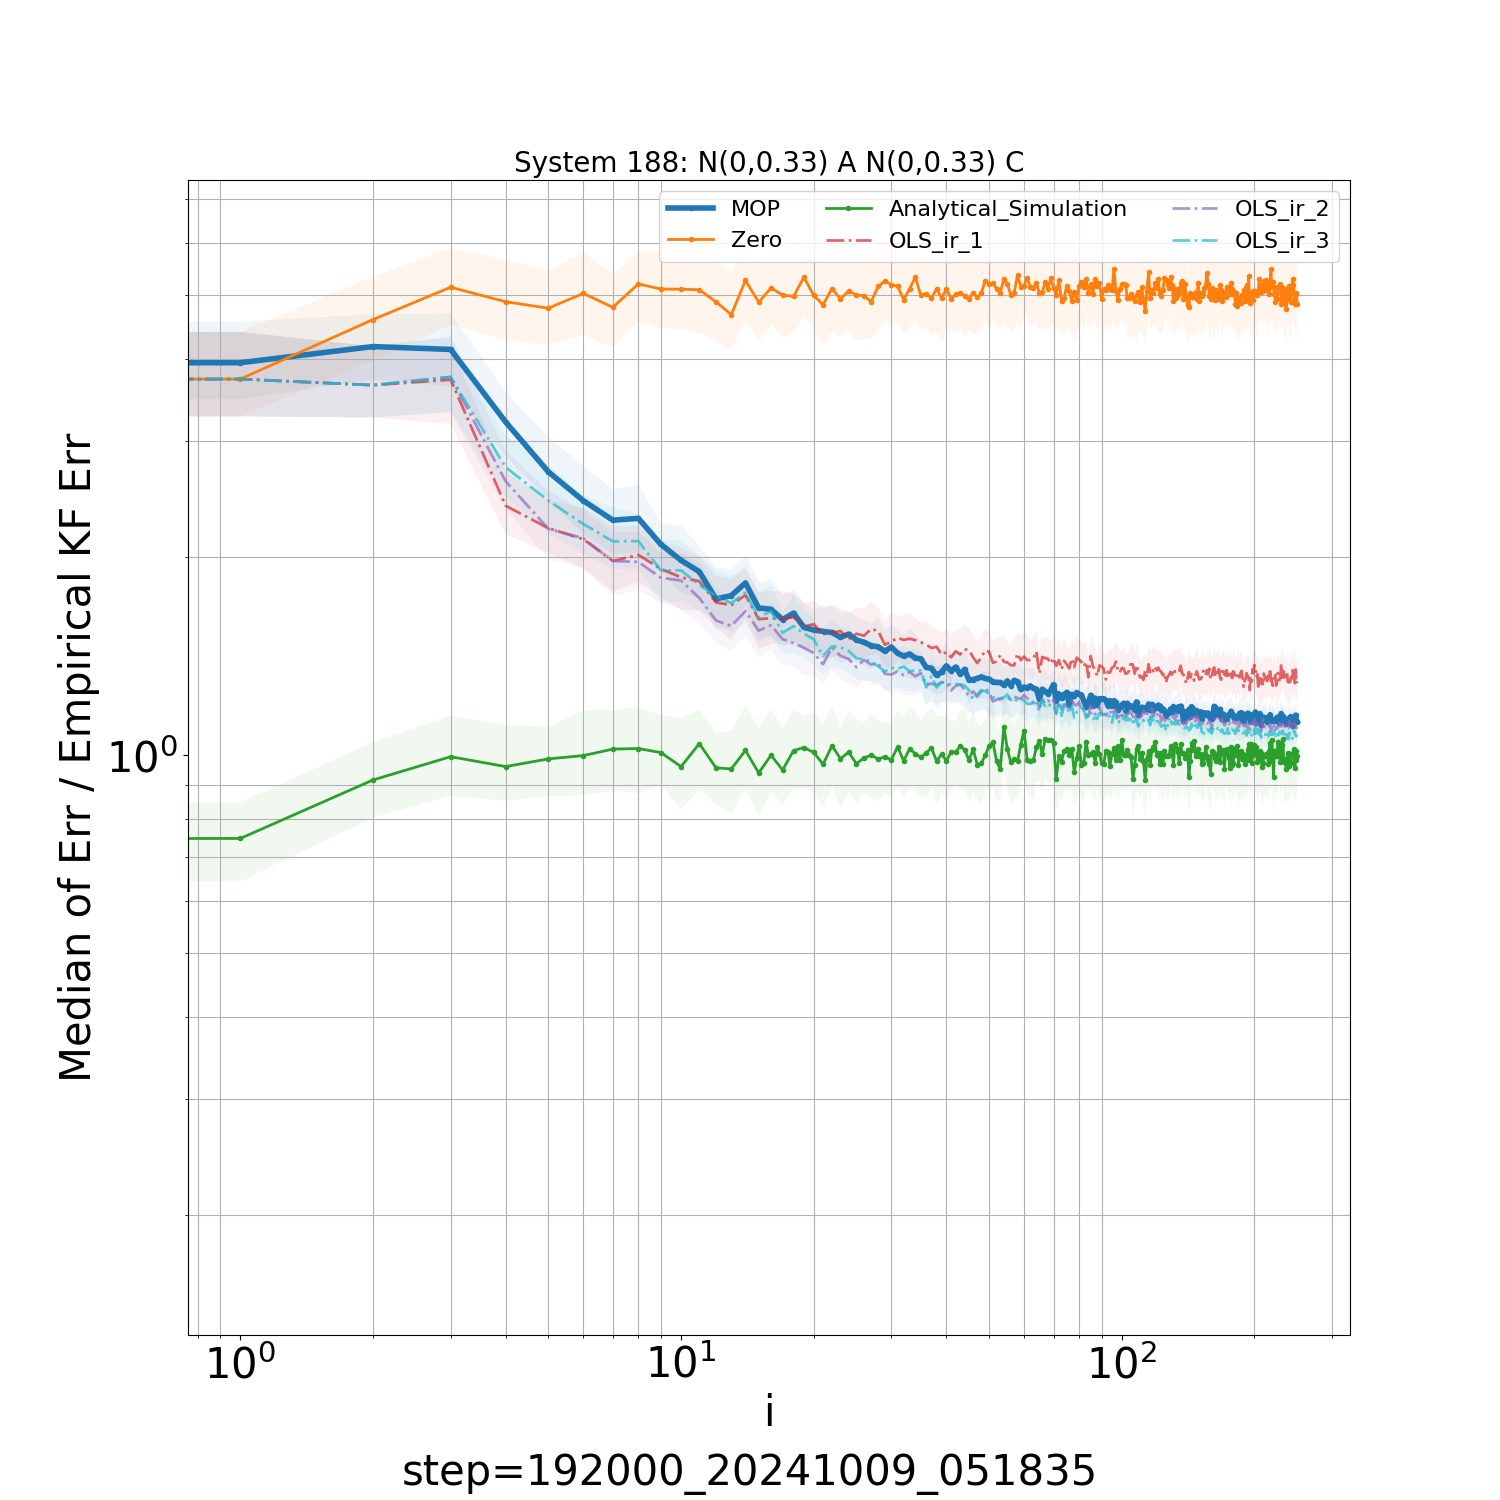 System 188: N(0,0.33) A N(0,0.33) C
MOP
Zero
Analytical_Simulation
OLS_ir_1
OLS_ir_2
OLS_ir_3
Median of Err / Empirical KF Err
10⁰
10⁰
10¹
10²
i
step=192000_20241009_051835